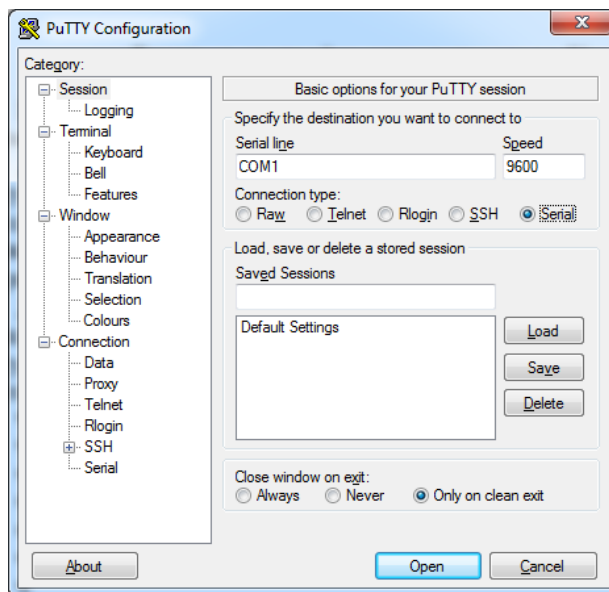 PuTTY Configuration
Category:
Session
Logging
Terminal
Keyboard
Bell
Features
Window
Appearance
Behaviour
Translation
Selection
Colours
Connection
Data
Proxy
Telnet
Rlogin
SSH
Serial
Basic options for your PuTTY session
Specify the destination you want to connect to
Serial line Speed
COM1 9600
Connection type:
Raw Telnet Rlogin SSH Serial
Load, save or delete a stored session
Saved Sessions
Default Settings
Load
Save
Delete
Close window on exit:
Always Never Only on clean exit
About Open Cancel